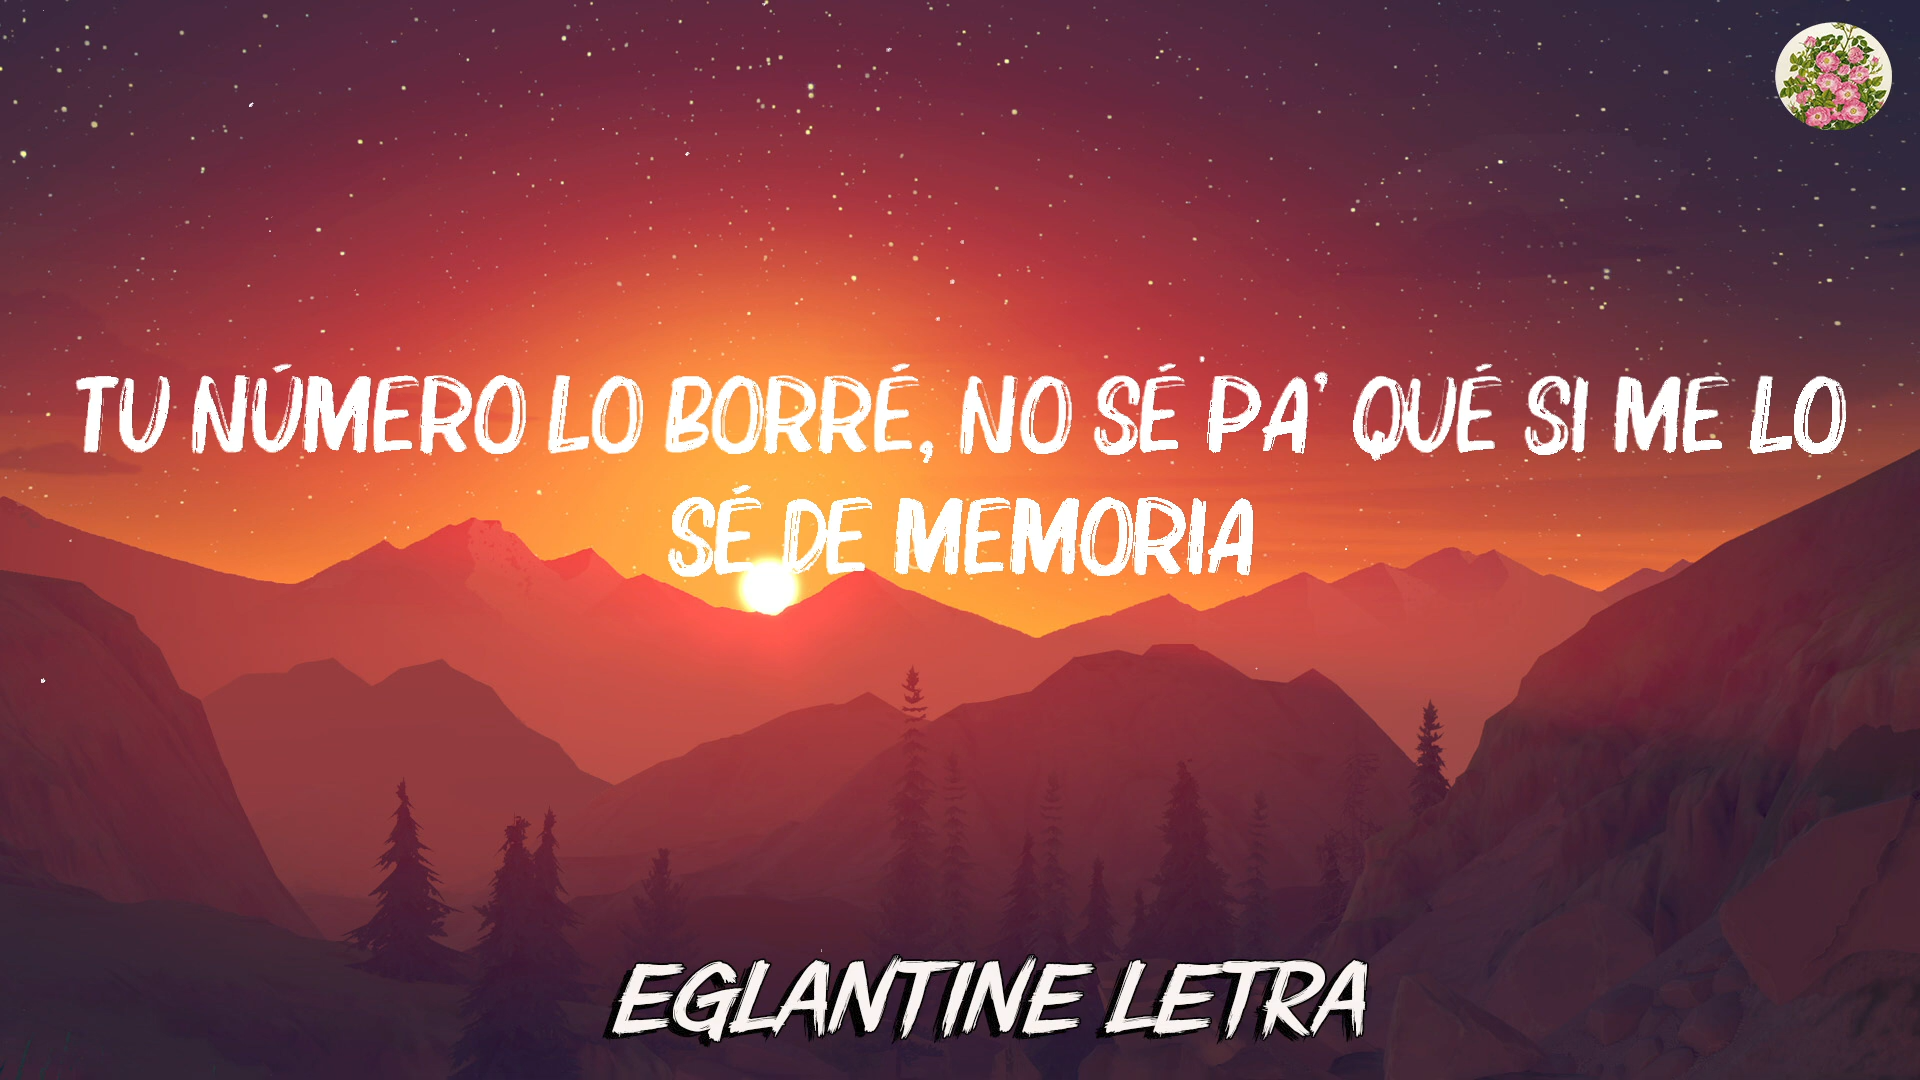 TU NÚMERO LO BORRÉ, NO SÉ PA' QUÉ SI ME LO
SÉ DE MEMORIA
EGLANTINE LETRA